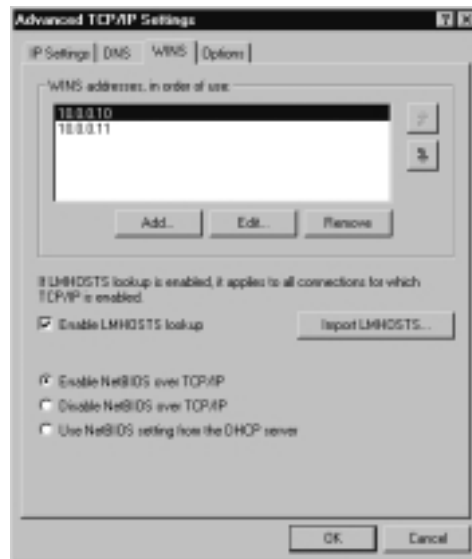 Advanced TCP/IP Settings
IP Settings DNS WINS Options
WINS addresses, in order of use:
10.0.0.10
10.0.0.11
Add... Edit... Remove
If LMHOSTS lookup is enabled, it applies to all connections for which
TCP/IP is enabled.
Enable LMHOSTS lookup Import LMHOSTS...
Enable NetBIOS over TCP/IP
Disable NetBIOS over TCP/IP
Use NetBIOS setting from the DHCP server
OK Cancel